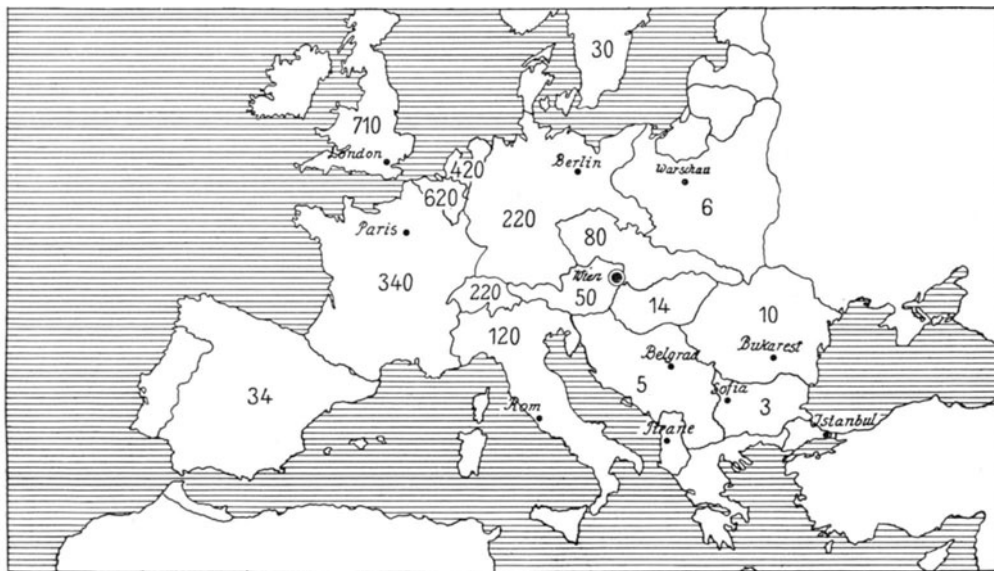 30
710
London
420
620
Berlin
Warschau
6
220
Paris
80
340
Wien
220
50
14
10
120
Belgrad
Bukarest
5
34
Sofia
3
Rom
Tirane
Istanbul